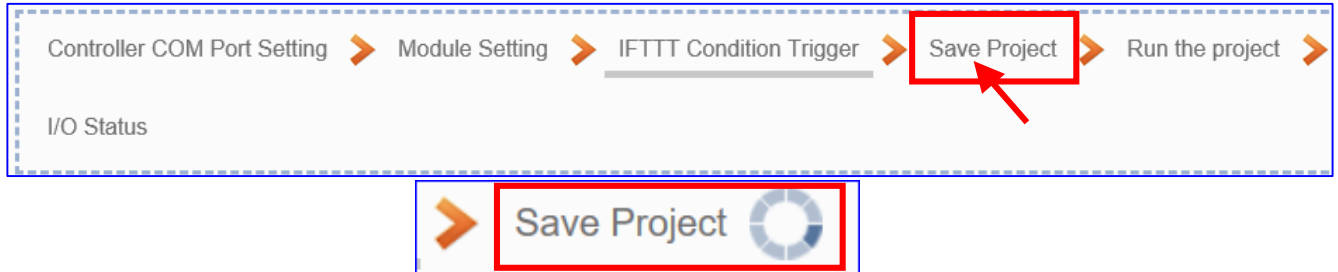 Controller COM Port Setting Module Setting IFTTT Condition Trigger Save Project Run the project
I/O Status
Save Project